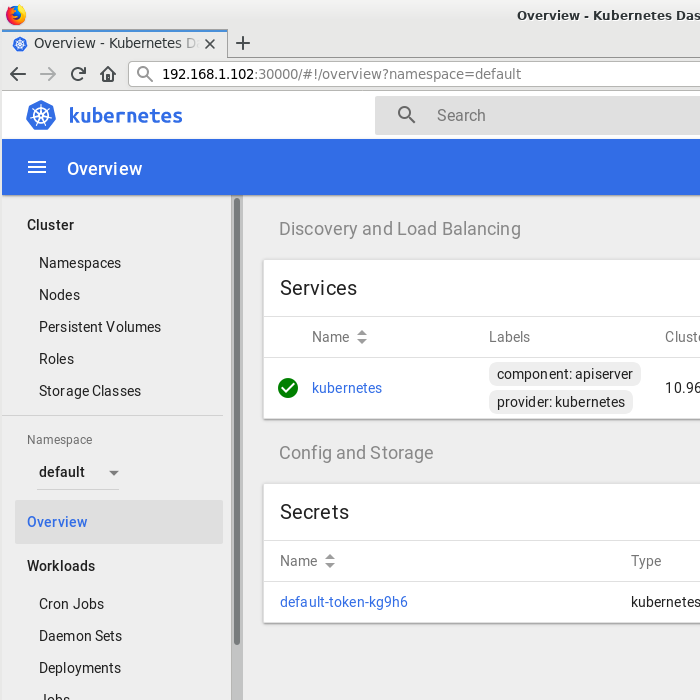 Overview - Kubernetes Das
Overview - Kubernetes D
192.168.1.102:30000/#!/overview?namespace=default
kubernetes
Search
Overview
Cluster
Namespaces
Nodes
Persistent Volumes
Roles
Storage Classes
Namespace
default
Overview
Workloads
Cron Jobs
Daemon Sets
Deployments
Jobs
Discovery and Load Balancing
Services
Name Labels Cluste
kubernetes component: apiserver 10.96
provider: kubernetes
Config and Storage
Secrets
Name Type
default-token-kg9h6 kubernetes